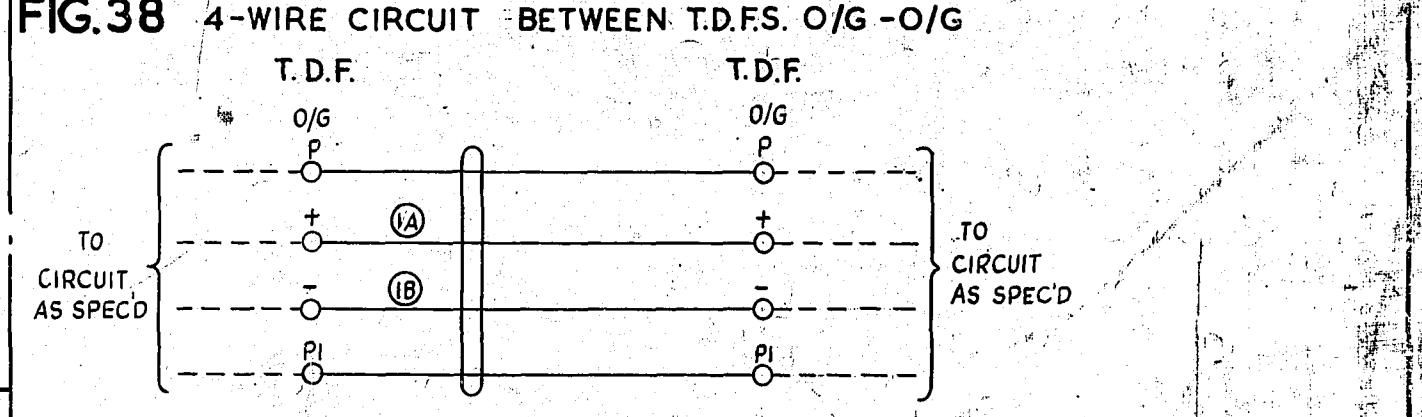 FIG.38 4-WIRE CIRCUIT BETWEEN T.D.F.S. O/G-O/G
T.D.F. T.D.F.
O/G O/G
P P
+ 1A +
TO
CIRCUIT
AS SPEC'D
TO
CIRCUIT
AS SPEC'D
- 1B -
P1 P1